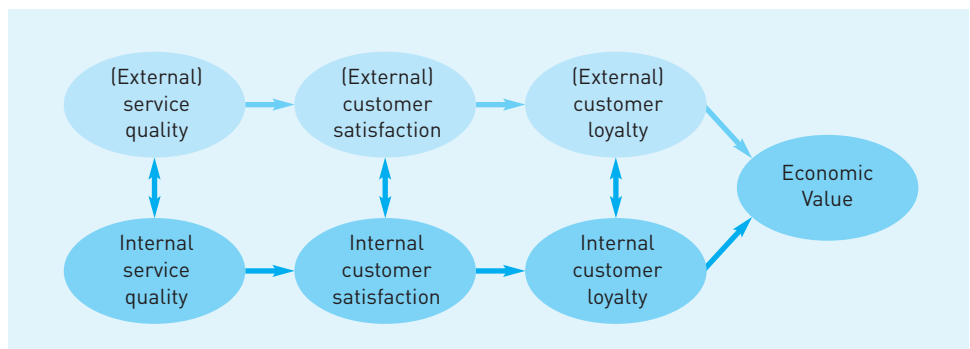 (External)
service
quality
(External)
customer
satisfaction
(External)
customer
loyalty
Economic
Value
Internal
service
quality
Internal
customer
satisfaction
Internal
customer
loyalty